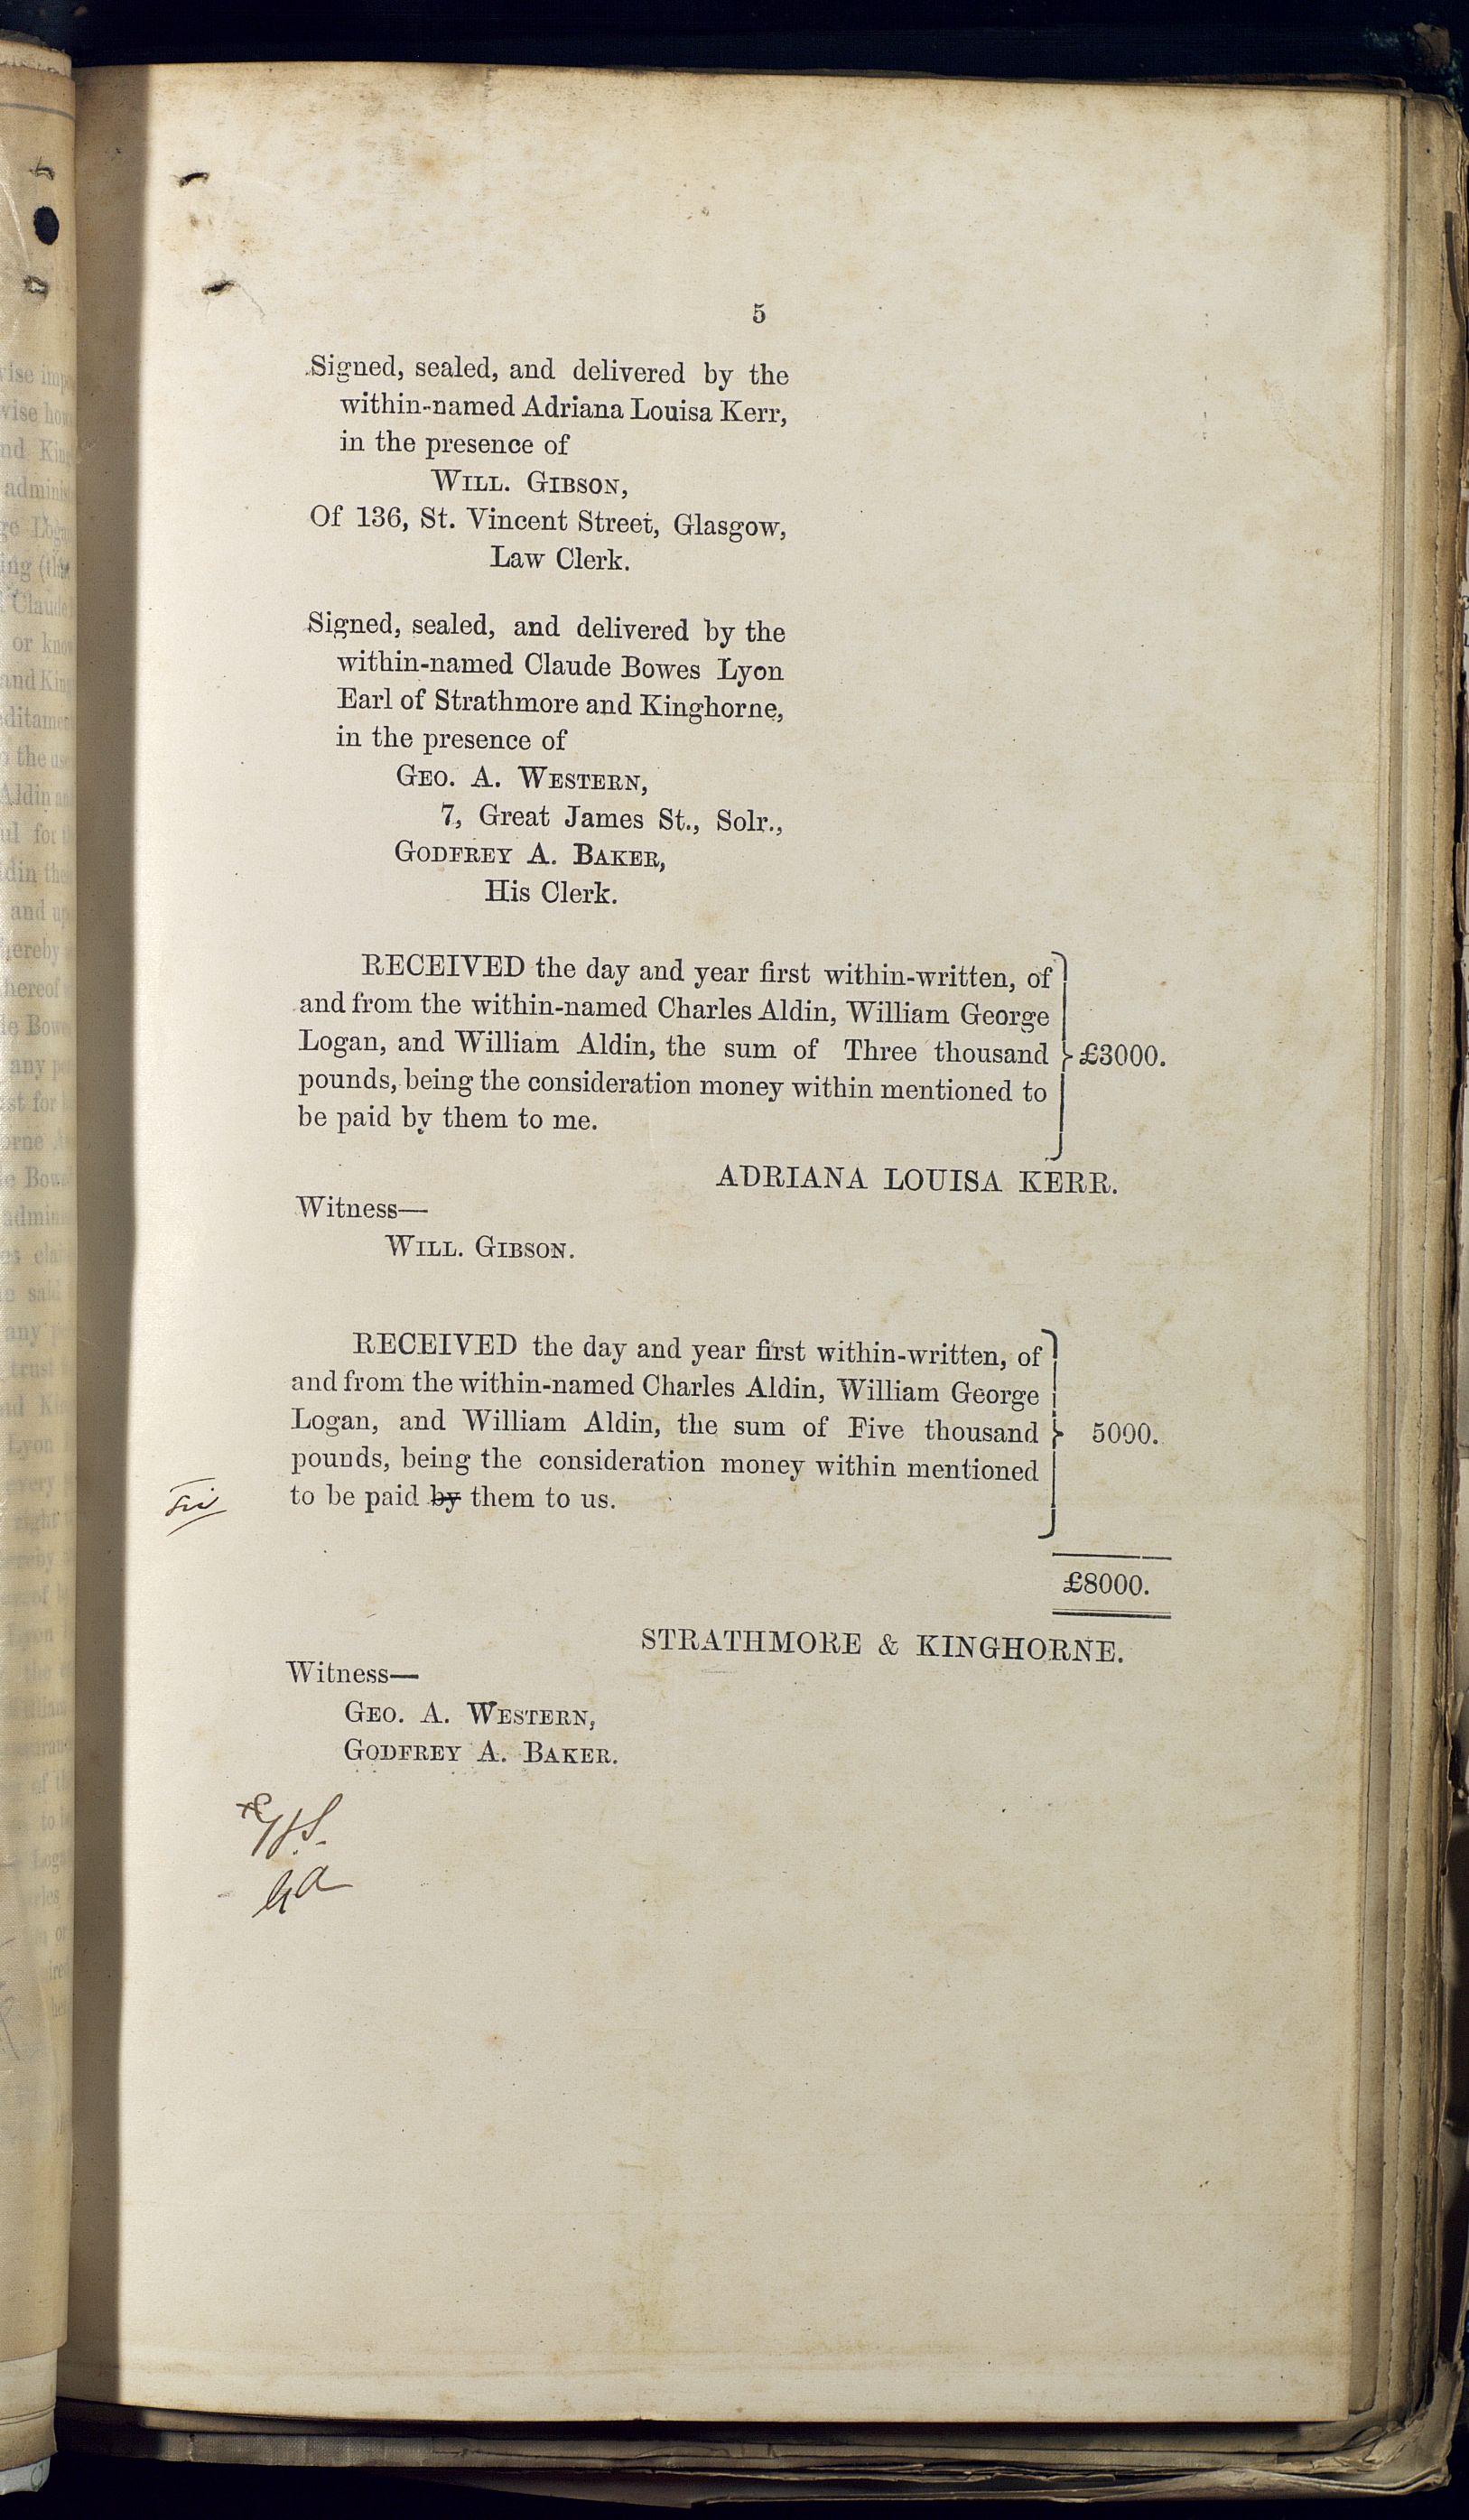 5
Signed, sealed, and delivered by the
within-named Adriana Louisa Kerr,
in the presence of
WILL. GIBSON,
Of 136, St. Vincent Street, Glasgow,
Law Clerk.
Signed, sealed, and delivered by the
within-named Claude Bowes Lyon
Earl of Strathmore and Kinghorne,
in the presence of
GEO. A. WESTERN,
7, Great James St., Solr.,
GODFREY A. BAKER,
His Clerk.
RECEIVED the day and year first within-written, of
and from the within-named Charles Aldin, William George
Logan, and William Aldin, the sum of Three thousand £3000.
pounds, being the consideration money within mentioned to
be paid by them to me.
ADRIANA LOUISA KERR.
Witness—
WILL. GIBSON.
RECEIVED the day and year first within-written, of
and from the within-named Charles Aldin, William George
Logan, and William Aldin, the sum of Five thousand 5000.
pounds, being the consideration money within mentioned
sic to be paid by them to us.
£8000.
STRATHMORE & KINGHORNE.
Witness—
GEO. A. WESTERN,
GODFREY A. BAKER.